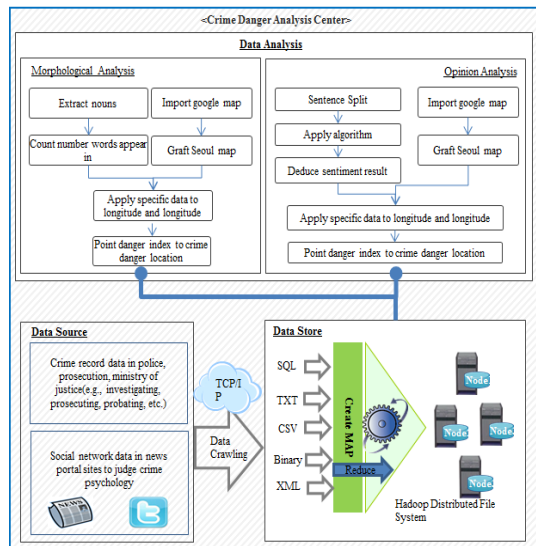 <Crime Danger Analysis Center>
Data Analysis
Morphological Analysis
Extract nouns
Import google map
Count number words appear
in
Graft Seoul map
Apply specific data to
longitude and longitude
Point danger index to crime
danger location
Opinion Analysis
Sentence Split
Import google map
Apply algorithm
Graft Seoul map
Deduce sentiment result
Apply specific data to longitude and longitude
Point danger index to crime danger location
Data Source
Crime record data in police,
prosecution, ministry of
justice(e.g., investigating,
prosecuting, probating, etc.)
Social network data in news
portal sites to judge crime
psychology
NEWS
TCP/I
P
Data
Crawling
Data Store
SQL
TXT
CSV
Binary
XML
Create MAP
Reduce
Node
Node
Node
Node
Hadoop Distributed File
System